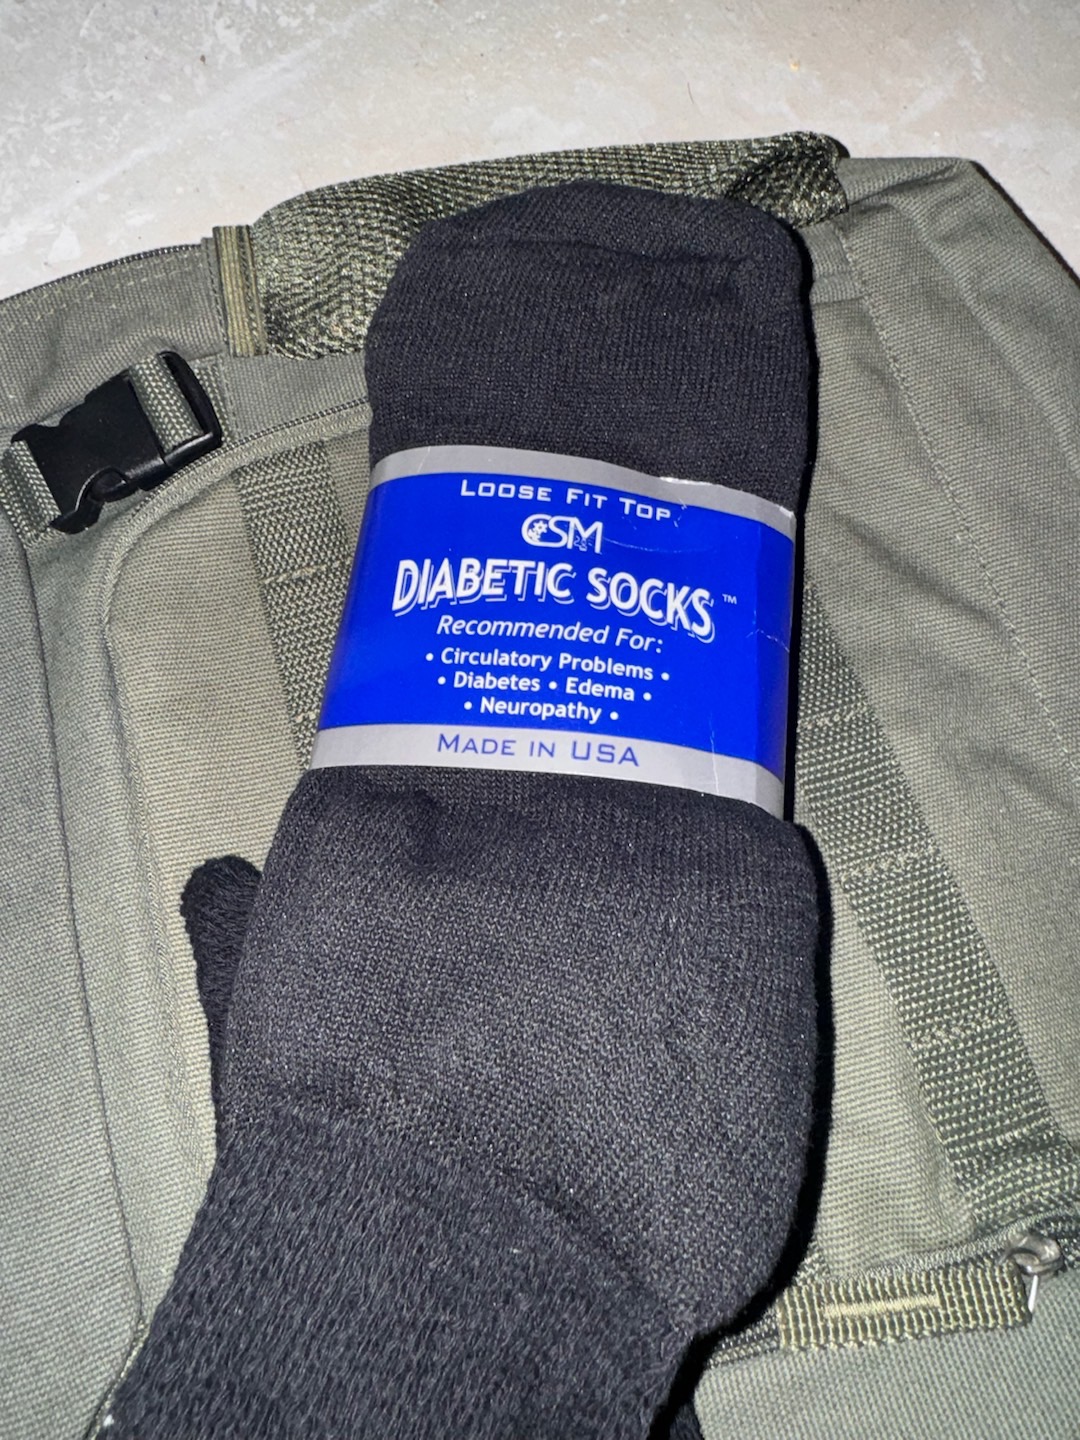 LOOSE FIT TOP
CSM
DIABETIC SOCKS™
Recommended For:
• Circulatory Problems •
• Diabetes • Edema •
• Neuropathy •
MADE IN USA